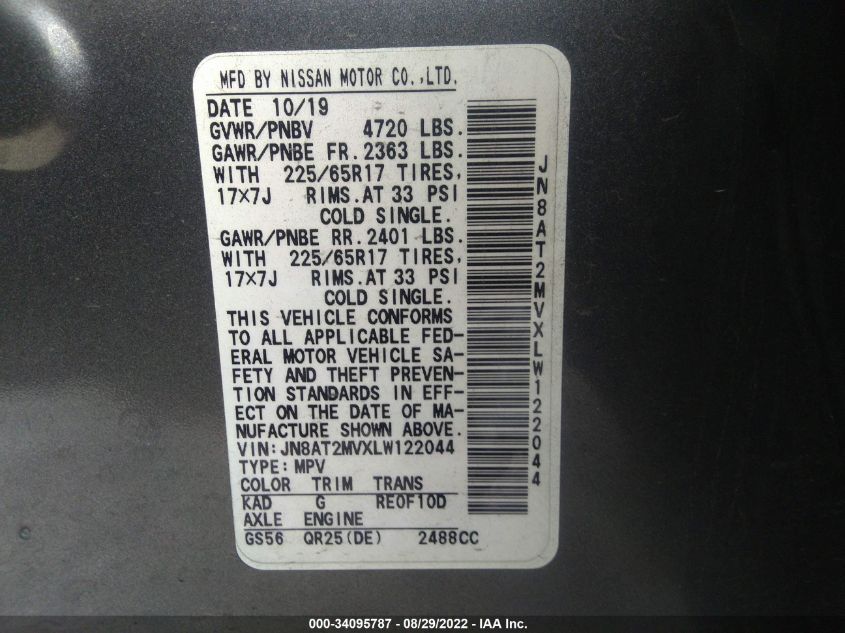 MFD BY NISSAN MOTOR CO.,LTD.
DATE 10/19
GVWR/PNBV 4720 LBS.
GAWR/PNBE FR.2363 LBS.
WITH 225/65R17 TIRES,
17×7J RIMS.AT 33 PSI
COLD SINGLE.
GAWR/PNBE RR.2401 LBS.
WITH 225/65R17 TIRES,
17×7J RIMS.AT 33 PSI
COLD SINGLE.
THIS VEHICLE CONFORMS
TO ALL APPLICABLE FED-
ERAL MOTOR VEHICLE SA-
FETY AND THEFT PREVEN-
TION STANDARDS IN EFF-
ECT ON THE DATE OF MA-
NUFACTURE SHOWN ABOVE.
VIN:JN8AT2MVXLW122044
TYPE:MPV
COLOR TRIM TRANS
KAD G RE0F10D
AXLE ENGINE
GS56 QR25(DE) 2488CC
JN8AT2MVXLW122044
000-34095787 - 08/29/2022 - IAA Inc.